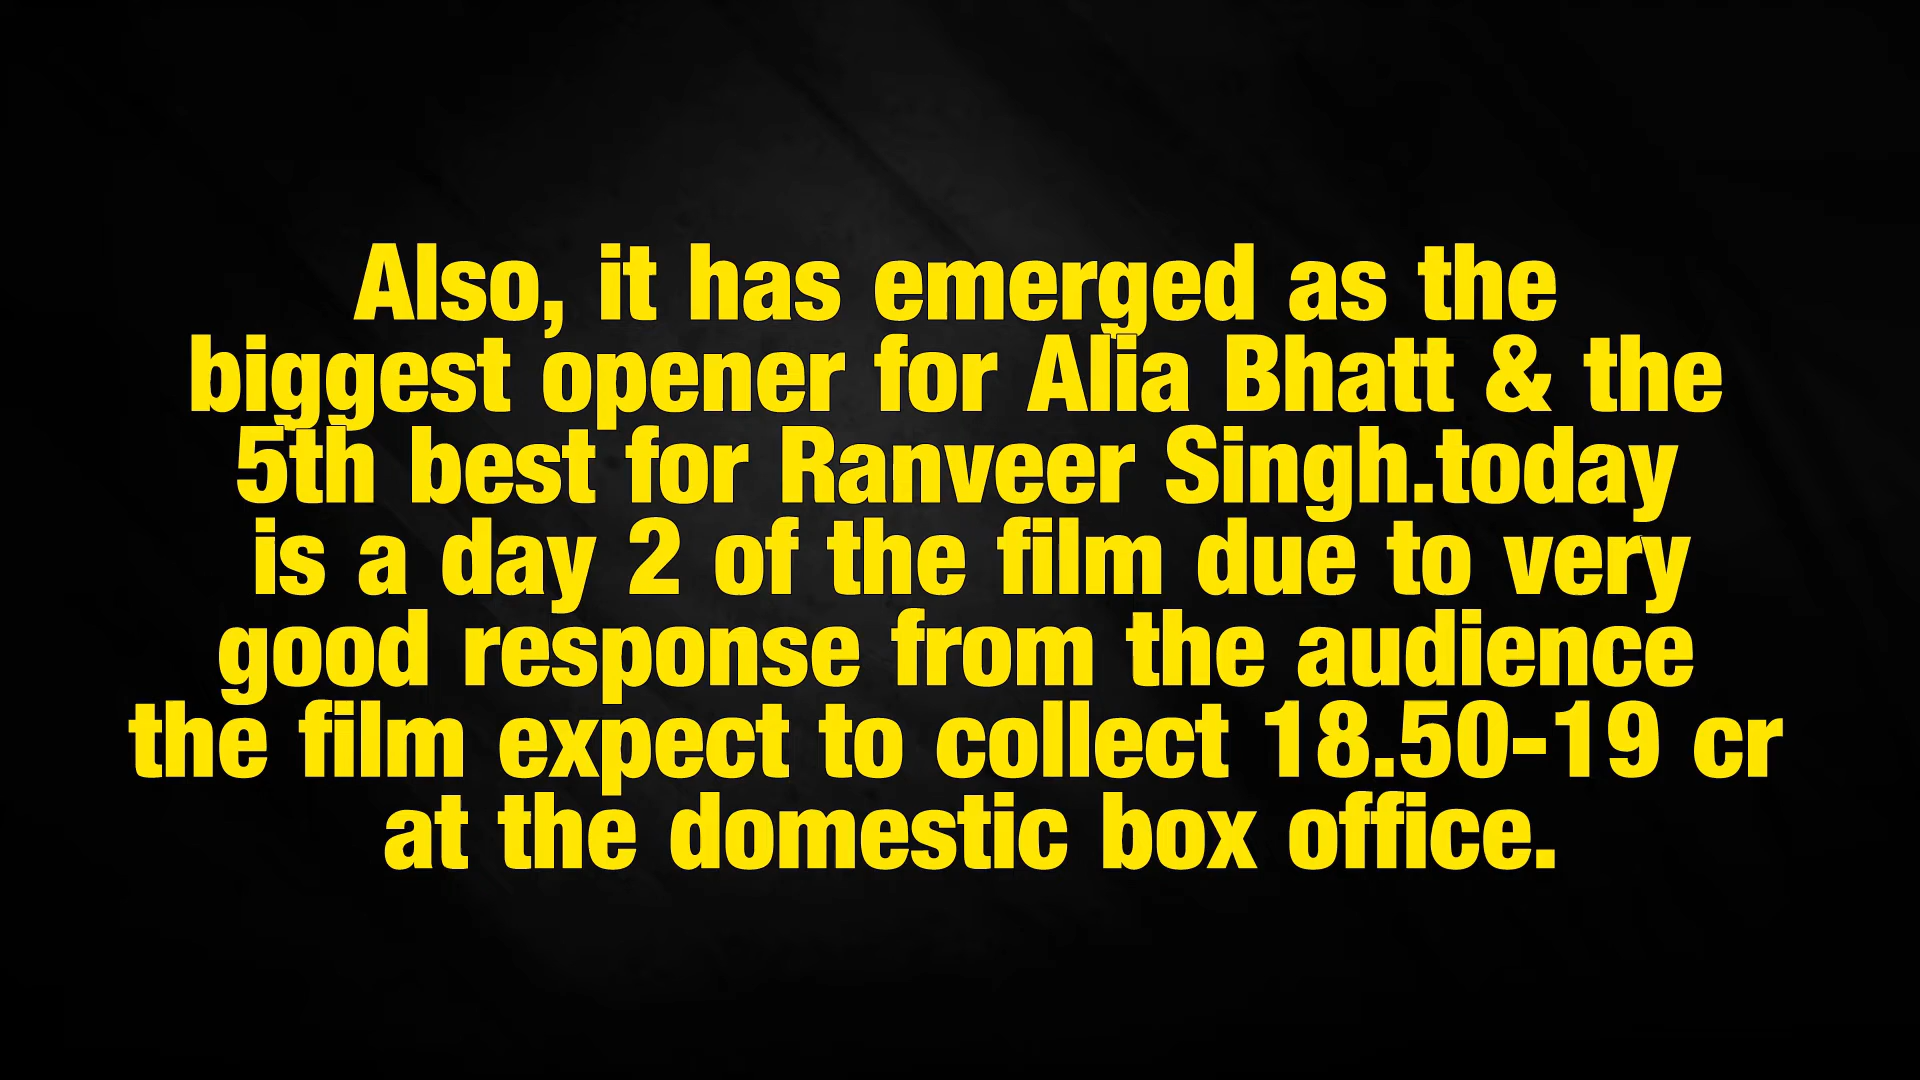 Also, it has emerged as the
biggest opener for Alia Bhatt & the
5th best for Ranveer Singh.today
is a day 2 of the film due to very
good response from the audience
the film expect to collect 18.50-19 cr
at the domestic box office.